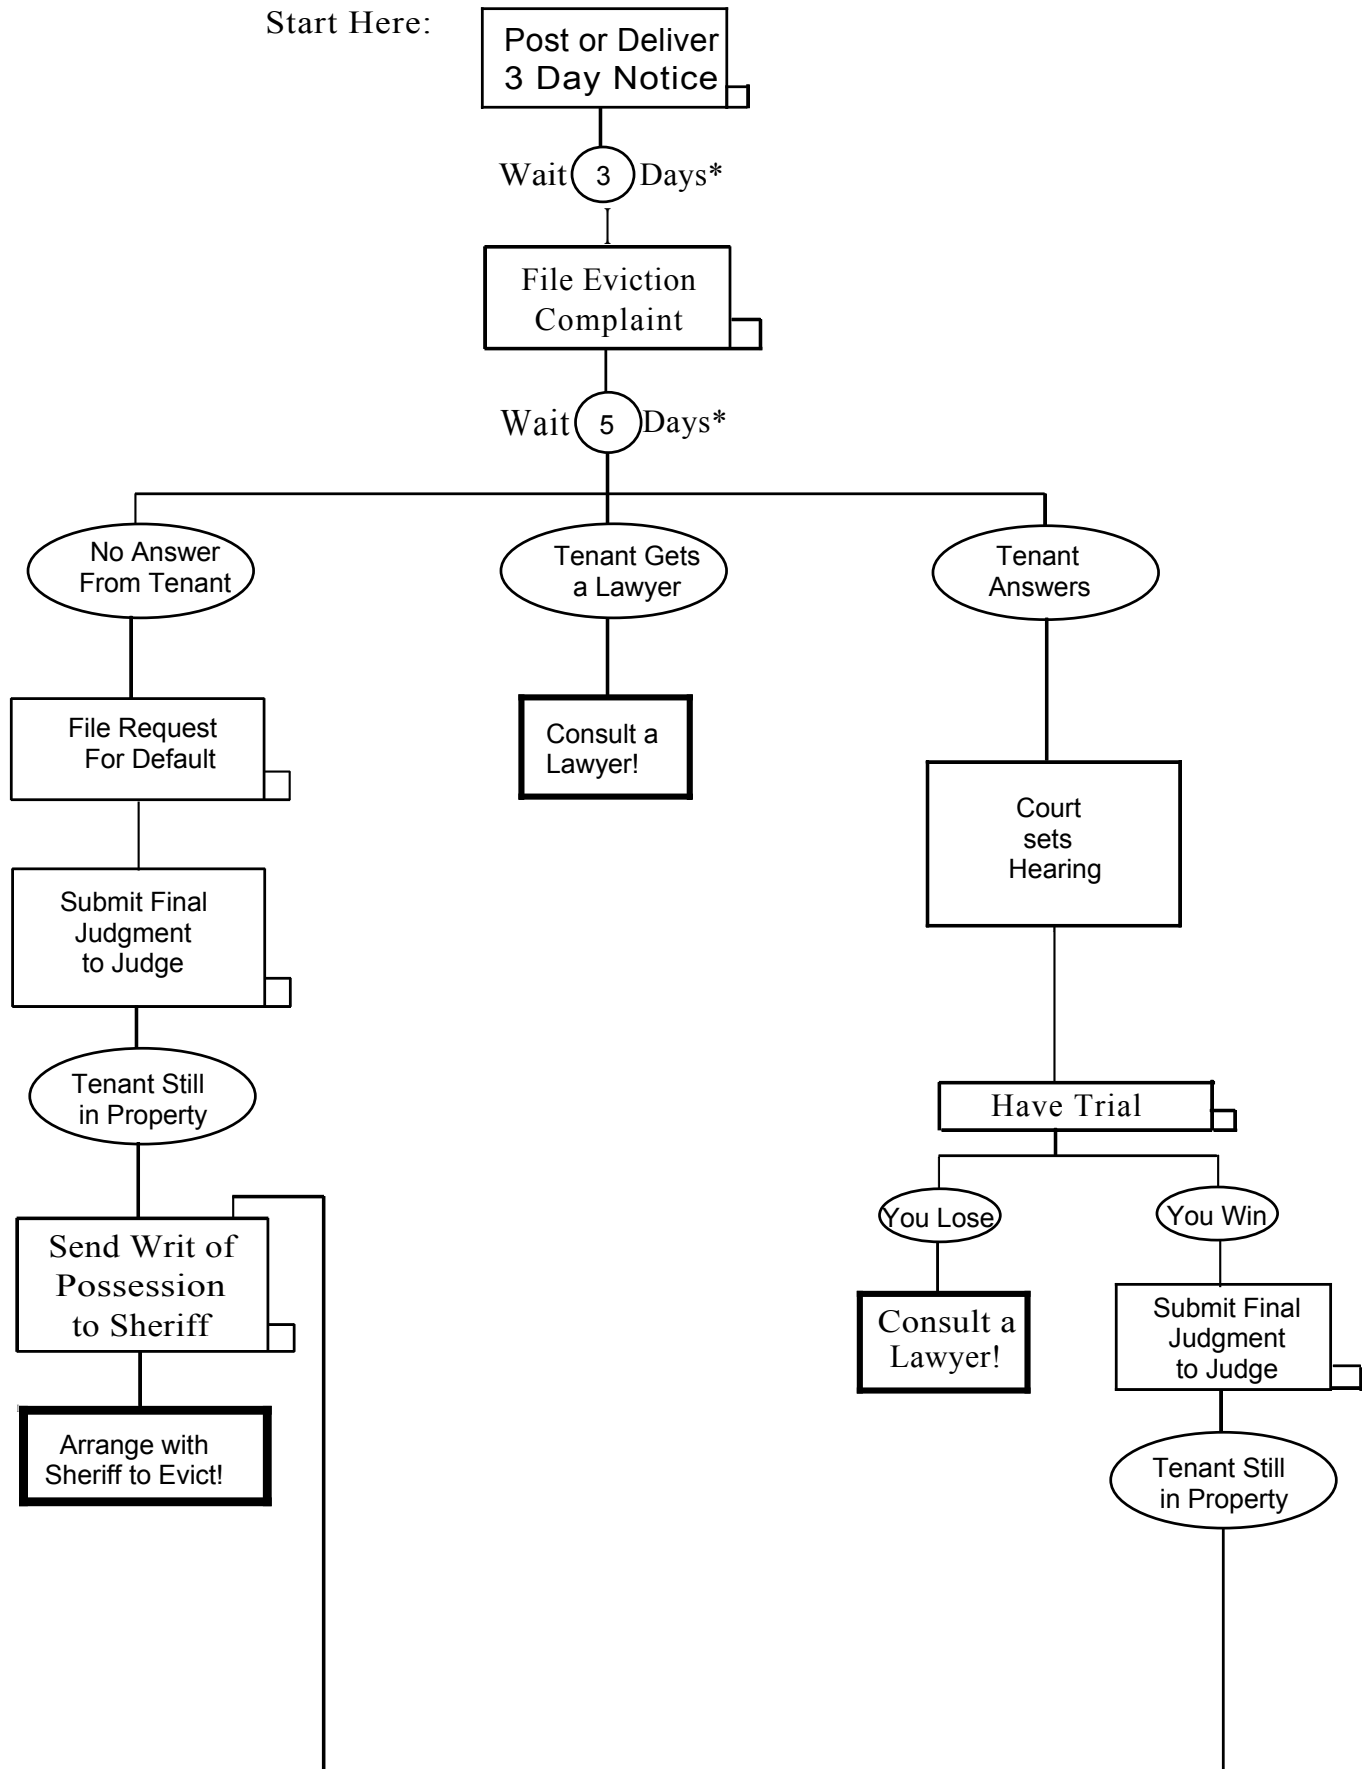 Start Here:
Post or Deliver
3 Day Notice
Wait 3 Days*
File Eviction
Complaint
Wait 5 Days*
No Answer
From Tenant
Tenant Gets
a Lawyer
Tenant
Answers
File Request
For Default
Consult a
Lawyer!
Court
sets
Hearing
Submit Final
Judgment
to Judge
Tenant Still
in Property
Have Trial
You Lose
You Win
Send Writ of
Possession
to Sheriff
Consult a
Lawyer!
Submit Final
Judgment
to Judge
Arrange with
Sheriff to Evict!
Tenant Still
in Property